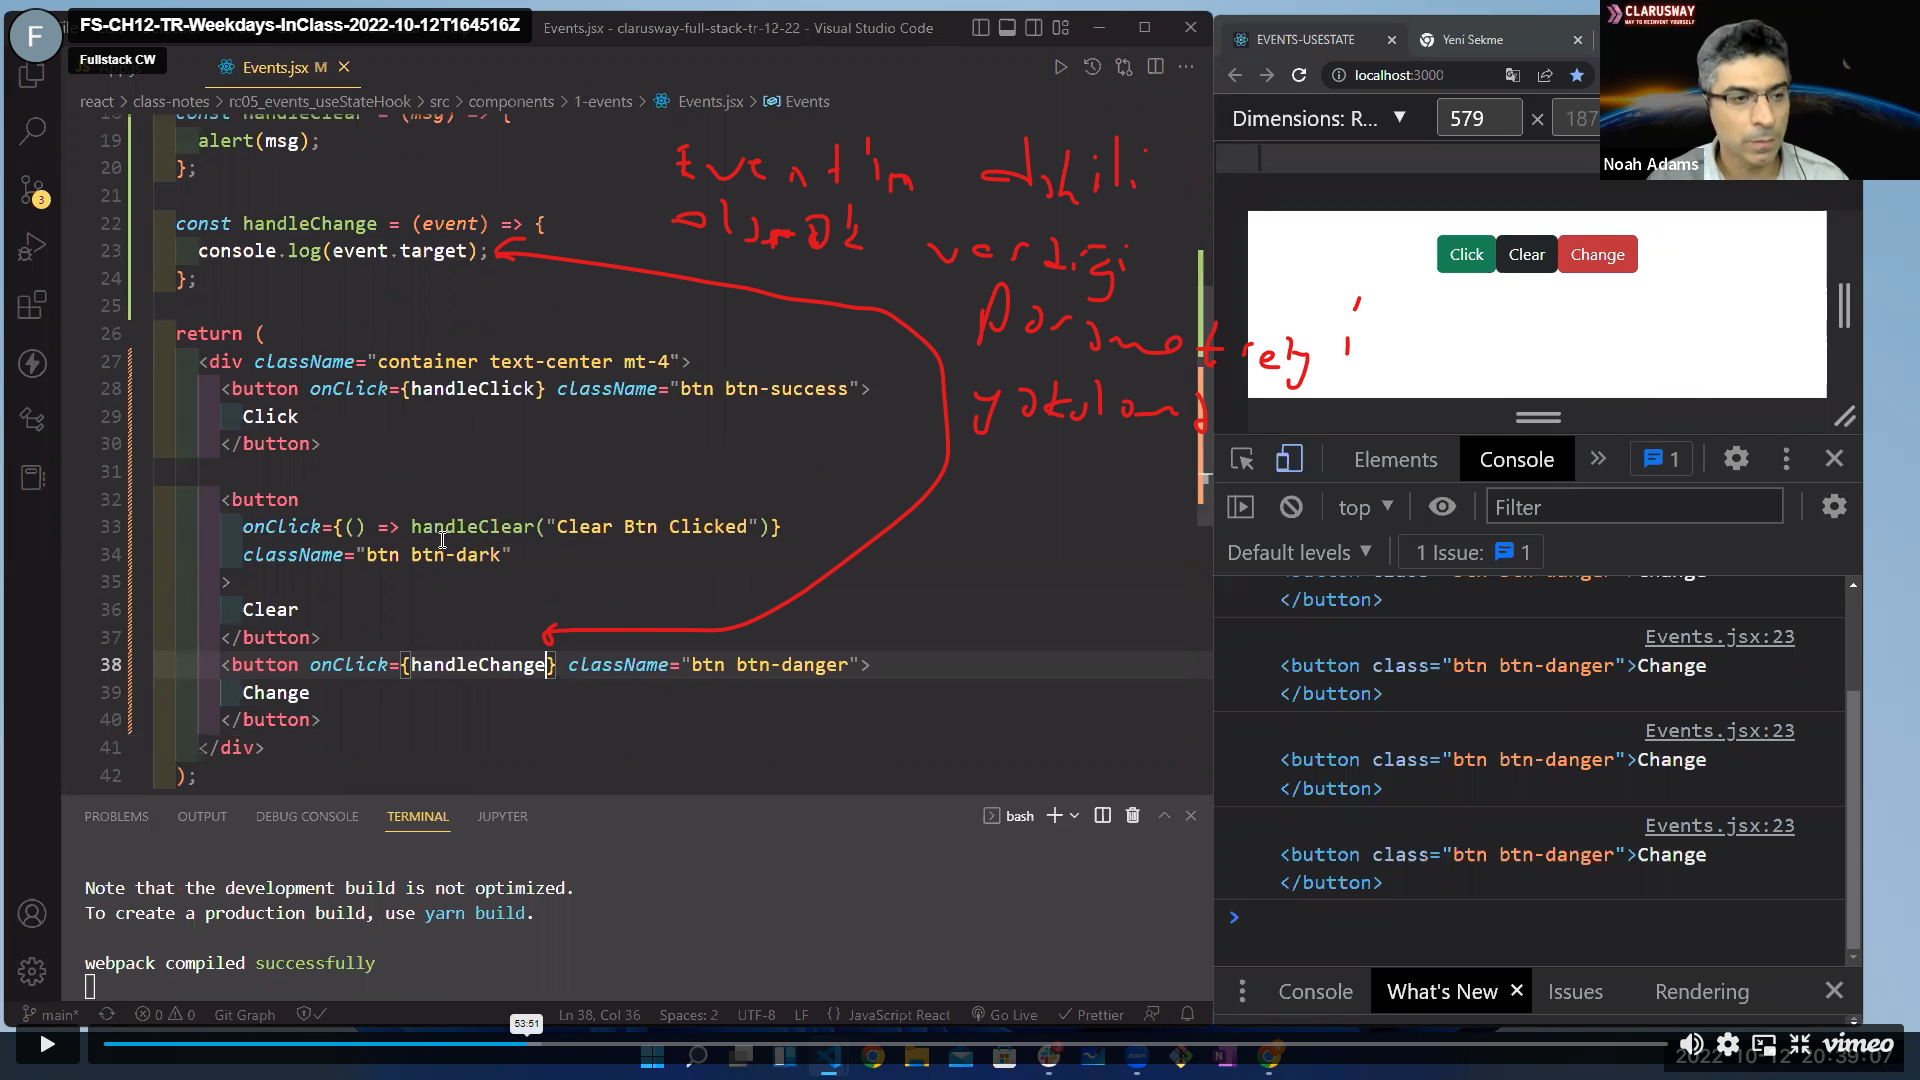 FS-CH12-TR-Weekdays-InClass-2022-10-12T164516Z
F
Fullstack CW
Events.jsx - clarusway-full-stack-tr-12-22 - Visual Studio Code
Events.jsx M
react > class-notes > rc05_events_useStateHook > src > components > 1-events > Events.jsx > Events
const handleClear = (msg) => {
19 alert(msg);
20 };
21
22 const handleChange = (event) => {
23 console.log(event.target);
24 };
25
26 return (
27 <div className="container text-center mt-4">
28 <button onClick={handleClick} className="btn btn-success">
29 Click
30 </button>
31
32 <button
33 onClick={() => handleClear("Clear Btn Clicked")}
34 className="btn btn-dark"
35 >
36 Clear
37 </button>
38 <button onClick={handleChange} className="btn btn-danger">
39 Change
40 </button>
41 </div>
42 );
Event'in
verdiği
3
PROBLEMS OUTPUT DEBUG CONSOLE TERMINAL JUPYTER
bash
Note that the development build is not optimized.
To create a production build, use yarn build.
webpack compiled successfully
main* 0 0 Git Graph Ln 38, Col 36 Spaces: 2 UTF-8 LF {} JavaScript React Go Live Prettier
53:51
EVENTS-USESTATE
Yeni Sekme
localhost:3000
Dimensions: R... 579 × 187
CLARUSWAY
WAY TO REINVENT YOURSELF
Noah Adams
Click Clear Change
Elements Console 1
top Filter
Default levels 1 Issue: 1
</button>
Events.jsx:23
<button class="btn btn-danger">Change
</button>
Events.jsx:23
<button class="btn btn-danger">Change
</button>
Events.jsx:23
<button class="btn btn-danger">Change
</button>
Console What's New Issues Rendering
vimeo
2022-10-12 20:39:07